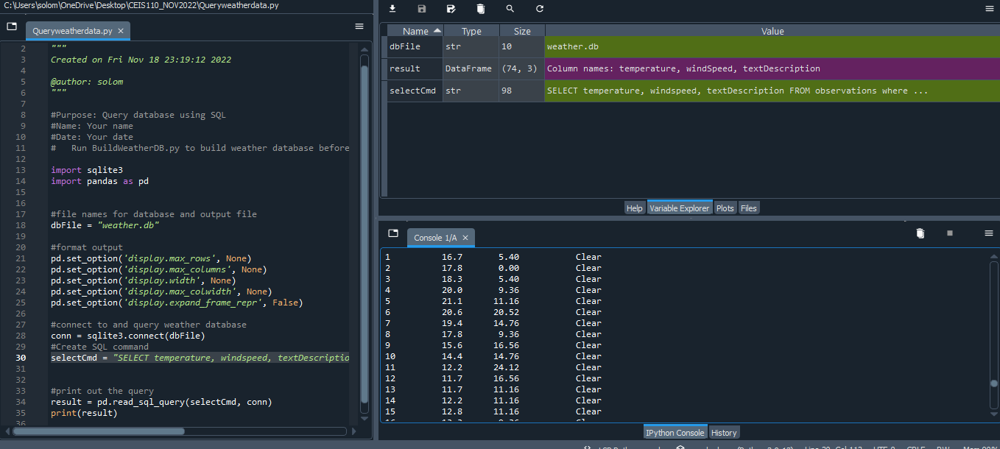 C:\Users\solom\OneDrive\Desktop\CEIS110_NOV2022\Queryweatherdata.py
Queryweatherdata.py
2 """
3 Created on Fri Nov 18 23:19:12 2022
4
5 @author: solom
6 """
7
8 #Purpose: Query database using SQL
9 #Name: Your name
10 #Date: Your date
11 #   Run BuildWeatherDB.py to build weather database before
12
13 import sqlite3
14 import pandas as pd
15
16
17 #file names for database and output file
18 dbFile = "weather.db"
19
20 #format output
21 pd.set_option('display.max_rows', None)
22 pd.set_option('display.max_columns', None)
23 pd.set_option('display.width', None)
24 pd.set_option('display.max_colwidth', None)
25 pd.set_option('display.expand_frame_repr', False)
26
27 #connect to and query weather database
28 conn = sqlite3.connect(dbFile)
29 #Create SQL command
30 selectCmd = "SELECT temperature, windspeed, textDescriptio
31
32
33 #print out the query
34 result = pd.read_sql_query(selectCmd, conn)
35 print(result)
36
Name Type Size Value
dbFile str 10 weather.db
result DataFrame (74, 3) Column names: temperature, windSpeed, textDescription
selectCmd str 98 SELECT temperature, windspeed, textDescription FROM observations where ...
Help Variable Explorer Plots Files
Console 1/A
1 16.7 5.40 Clear
2 17.8 0.00 Clear
3 18.3 5.40 Clear
4 20.0 9.36 Clear
5 21.1 11.16 Clear
6 20.6 20.52 Clear
7 19.4 14.76 Clear
8 17.8 9.36 Clear
9 15.6 16.56 Clear
10 14.4 14.76 Clear
11 12.2 24.12 Clear
12 11.7 16.56 Clear
13 11.7 11.16 Clear
14 12.2 11.16 Clear
15 12.8 11.16 Clear
IPython Console History